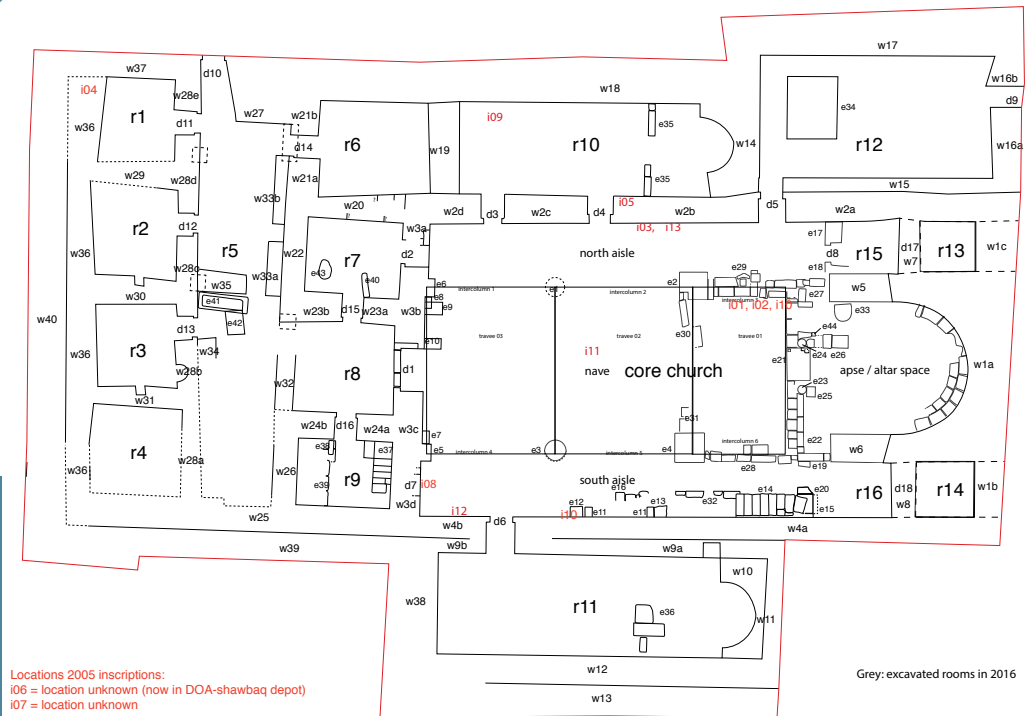 w17
w37 d10 w16b
i04 w28e w18 d9
r1 d11 w36 w27 w21b i09 e35 e34
r6 w19 r10 w14 r12 w16a
d14
w29 w28d w21a e35 w15
w33b w20 w2d d3 w2c d4 i05 w2b d5 w2a
r2 d12 w3a i03, i13 e17
w36 r5 w22 r7 d2 north aisle d8 r15 d17 r13 w1c
w28c w33a e43 e40 e6 e2 e29 e18 w7
w35 intercolumn 1 e1 intercolumn 2 w5
w30 e41 w23b d15 w23a w3b e8 e9 intercolumn 3 e27
i01, i02, i10 e33
w40 e42 d13 e30 e44
r3 w34 e10 travee 03 travee 02 travee 01 e24 e26
w36 i11 e21
w28b r8 d1 nave core church apse / altar space w1a
w32 e23
w31 e25
w24b d16 w24a w3c e31
r4 e38 e7 intercolumn 6 e22
w28a e37 e5 intercolumn 4 e3 intercolumn 5 e4 w6
w36 w26 e28 e19
r9 d7 i08 south aisle
e39 e16 e14 e20 r16 d18 r14 w1b
w3d e12 e13 e32 e15 w8
w25 i12 i10 e11 e11
w4b d6 w4a
w39 w9b w9a
w10
w38 r11 e36 w11
w12
Locations 2005 inscriptions: Grey: excavated rooms in 2016
i06 = location unknown (now in DOA-shawbaq depot)
w13
i07 = location unknown